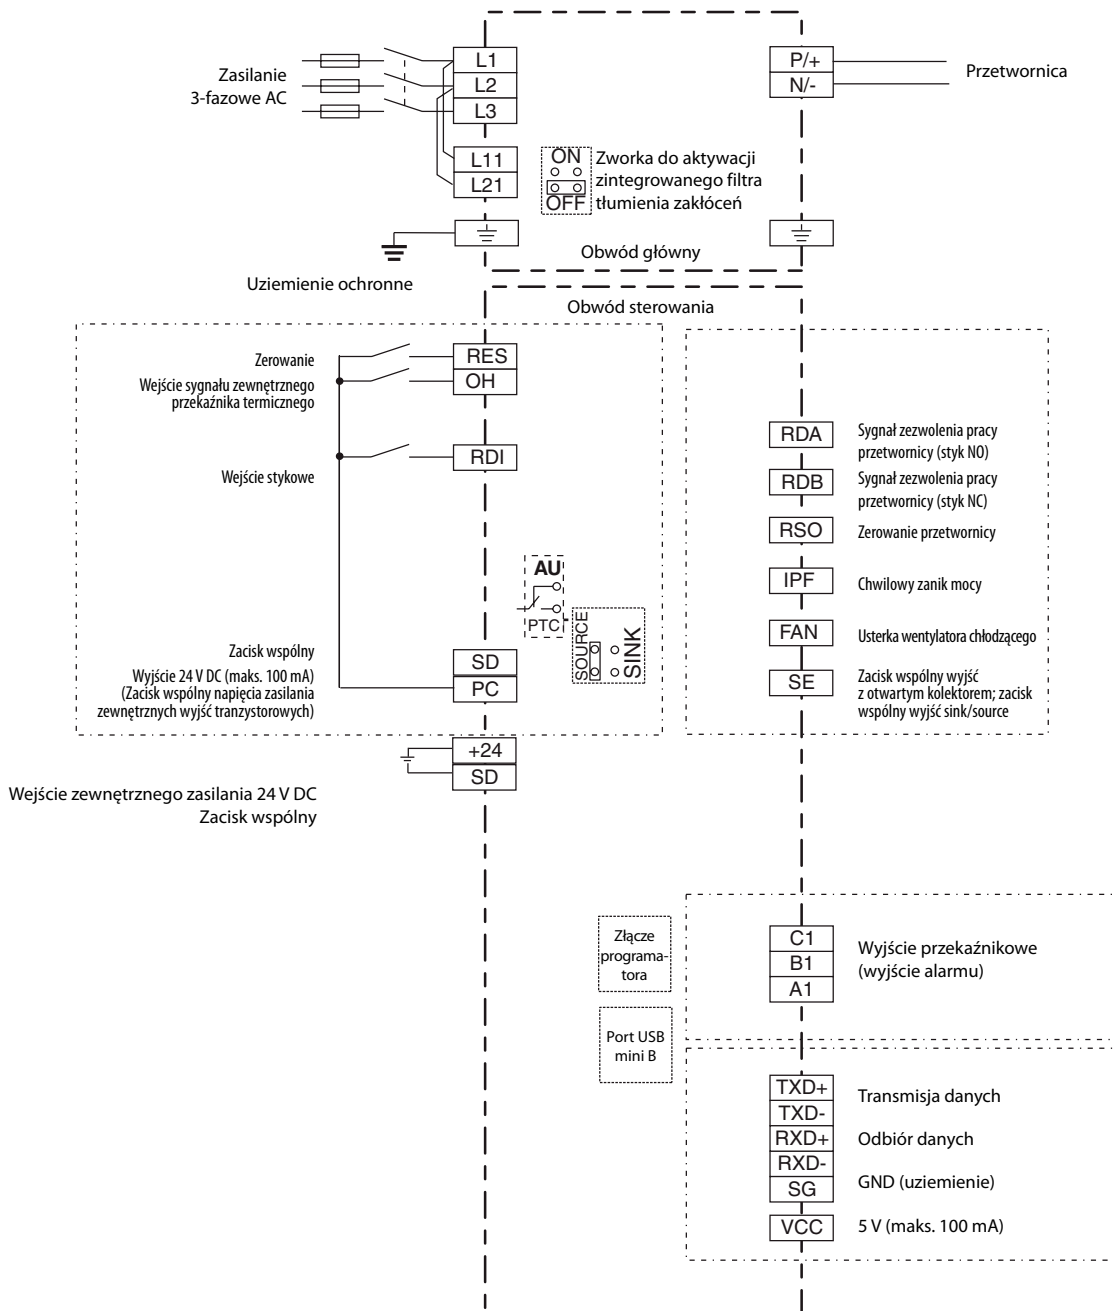 Zasilanie
3-fazowe AC
L1
L2
L3
L11
L21
P/+
N/-
Przetwornica
ON
OFF
Zworka do aktywacji
zintegrowanego filtra
tłumienia zakłóceń
Uziemienie ochronne
Obwód główny
Obwód sterowania
Zerowanie
RES
Wejście sygnału zewnętrznego
przekaźnika termicznego
OH
Wejście stykowe
RDI
AU
PTC
SOURCE
SINK
Zacisk wspólny
SD
Wyjście 24 V DC (maks. 100 mA)
(Zacisk wspólny napięcia zasilania
zewnętrznych wyjść tranzystorowych)
PC
+24
SD
Wejście zewnętrznego zasilania 24 V DC
Zacisk wspólny
RDA
Sygnał zezwolenia pracy
przetwornicy (styk NO)
RDB
Sygnał zezwolenia pracy
przetwornicy (styk NC)
RSO
Zerowanie przetwornicy
IPF
Chwilowy zanik mocy
FAN
Usterka wentylatora chłodzącego
SE
Zacisk wspólny wyjść
z otwartym kolektorem; zacisk
wspólny wyjść sink/source
Złącze
programa-
tora
Port USB
mini B
C1
B1
A1
Wyjście przekaźnikowe
(wyjście alarmu)
TXD+
TXD-
Transmisja danych
RXD+
RXD-
Odbiór danych
SG
GND (uziemienie)
VCC
5 V (maks. 100 mA)